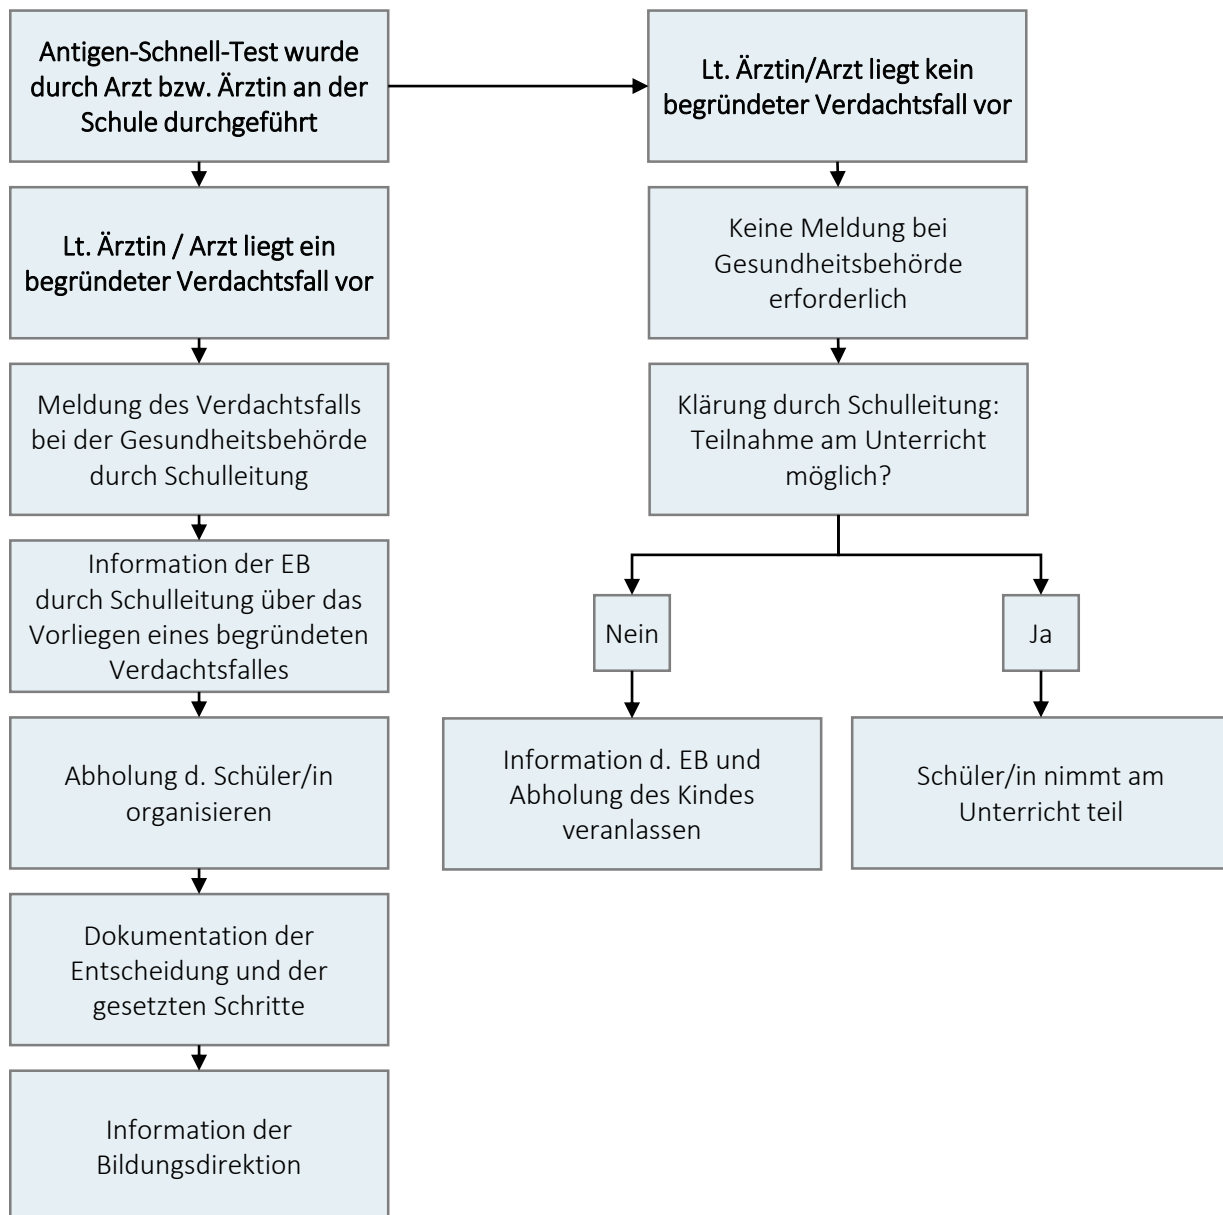 Antigen-Schnell-Test wurde
durch Arzt bzw. Ärztin an der
Schule durchgeführt
Lt. Ärztin/Arzt liegt kein
begründeter Verdachtsfall vor
Lt. Ärztin / Arzt liegt ein
begründeter Verdachtsfall vor
Keine Meldung bei
Gesundheitsbehörde
erforderlich
Meldung des Verdachtsfalls
bei der Gesundheitsbehörde
durch Schulleitung
Klärung durch Schulleitung:
Teilnahme am Unterricht
möglich?
Information der EB
durch Schulleitung über das
Vorliegen eines begründeten
Verdachtsfalles
Nein
Ja
Abholung d. Schüler/in
organisieren
Information d. EB und
Abholung des Kindes
veranlassen
Schüler/in nimmt am
Unterricht teil
Dokumentation der
Entscheidung und der
gesetzten Schritte
Information der
Bildungsdirektion